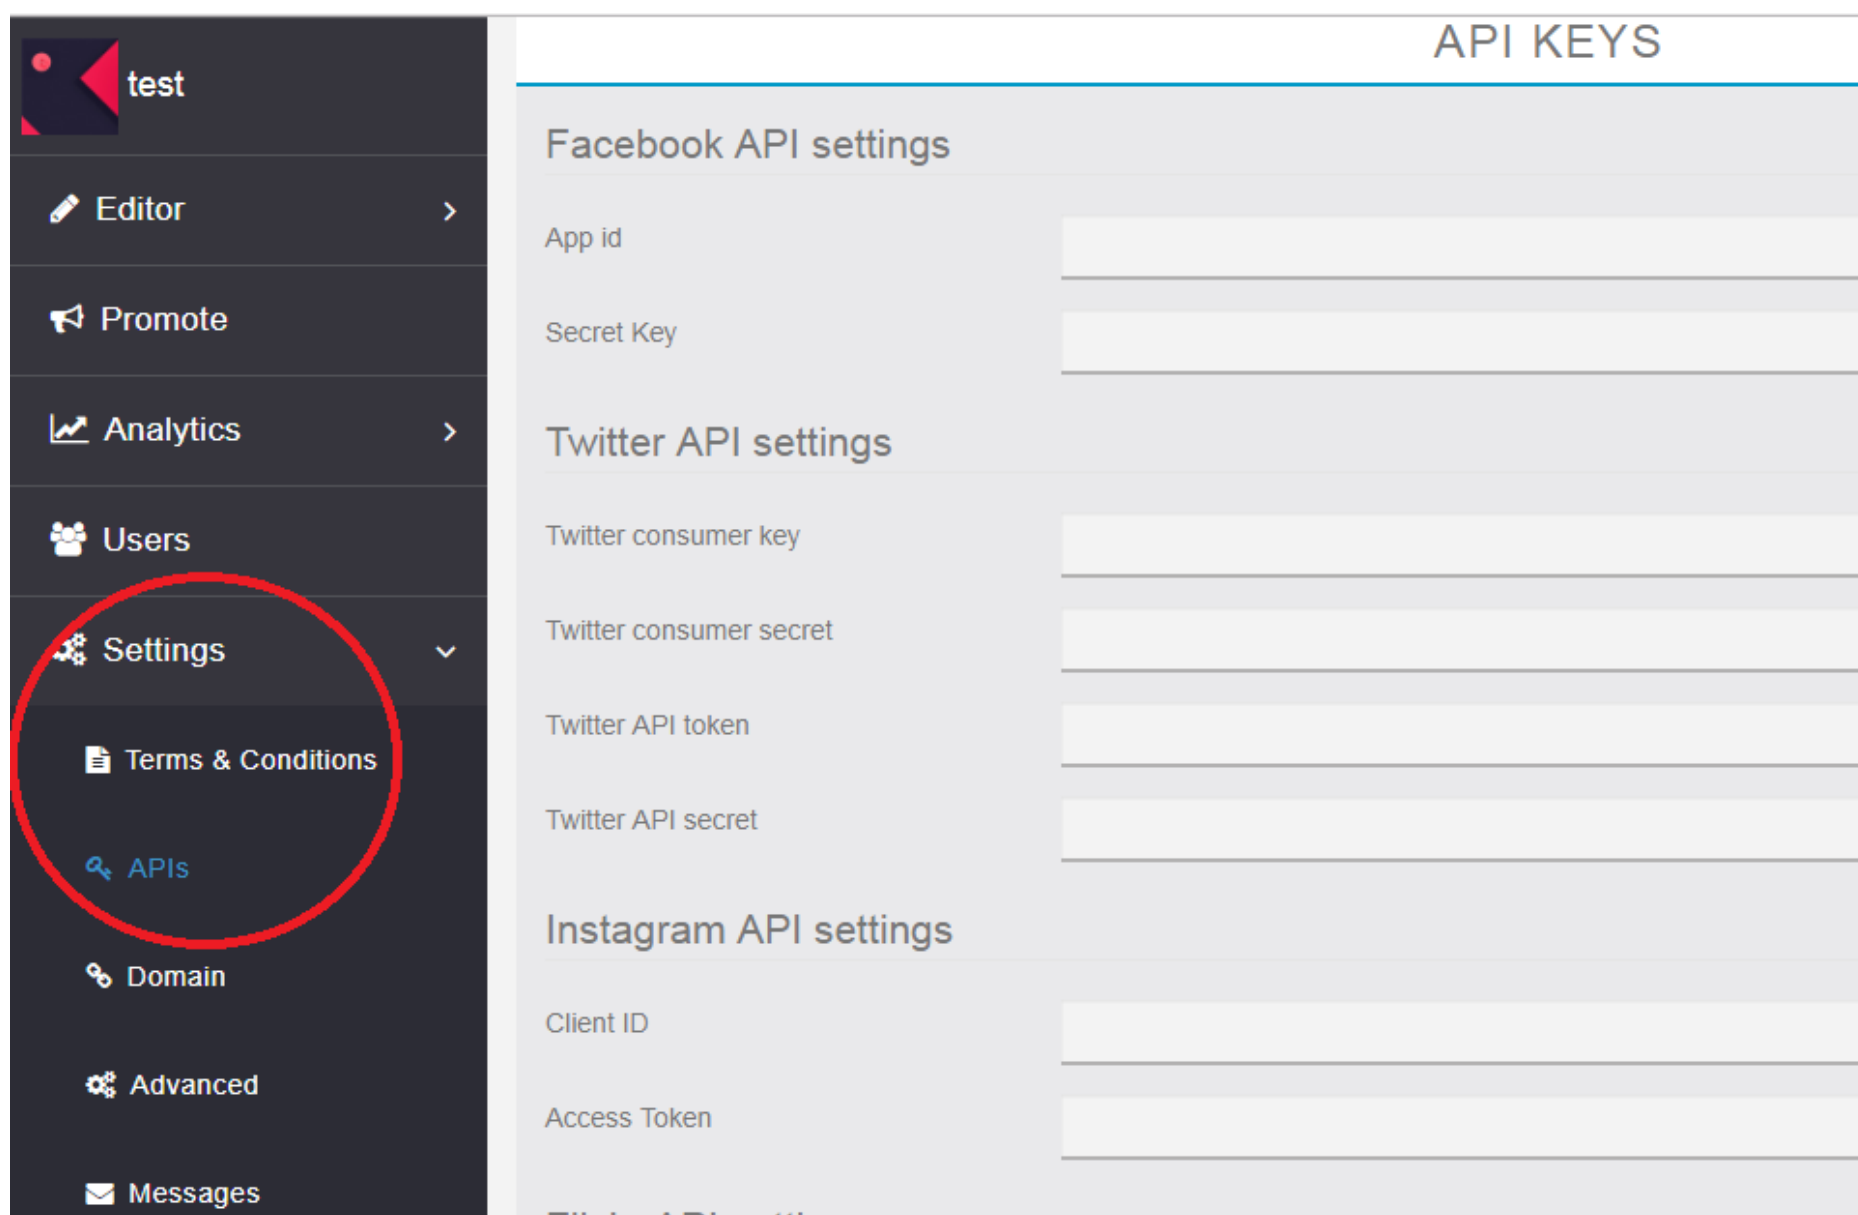 test
Editor
Promote
Analytics
Users
Settings
Terms & Conditions
APIs
Domain
Advanced
Messages
API KEYS
Facebook API settings
App id
Secret Key
Twitter API settings
Twitter consumer key
Twitter consumer secret
Twitter API token
Twitter API secret
Instagram API settings
Client ID
Access Token